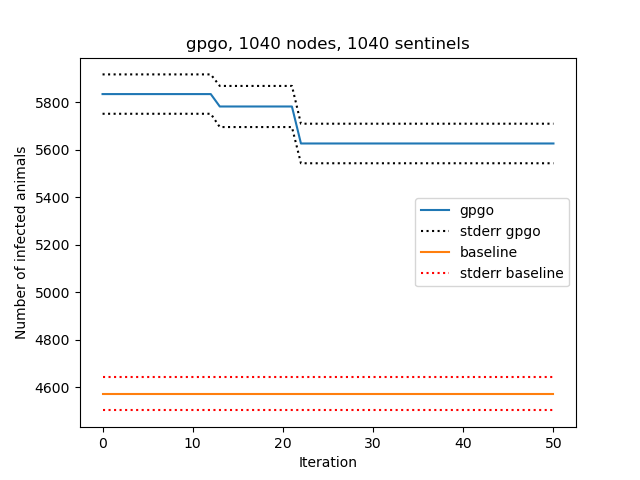 gpgo, 1040 nodes, 1040 sentinels
Number of infected animals
5800
5600
5400
5200
5000
4800
4600
gpgo
stderr gpgo
baseline
stderr baseline
0 10 20 30 40 50
Iteration